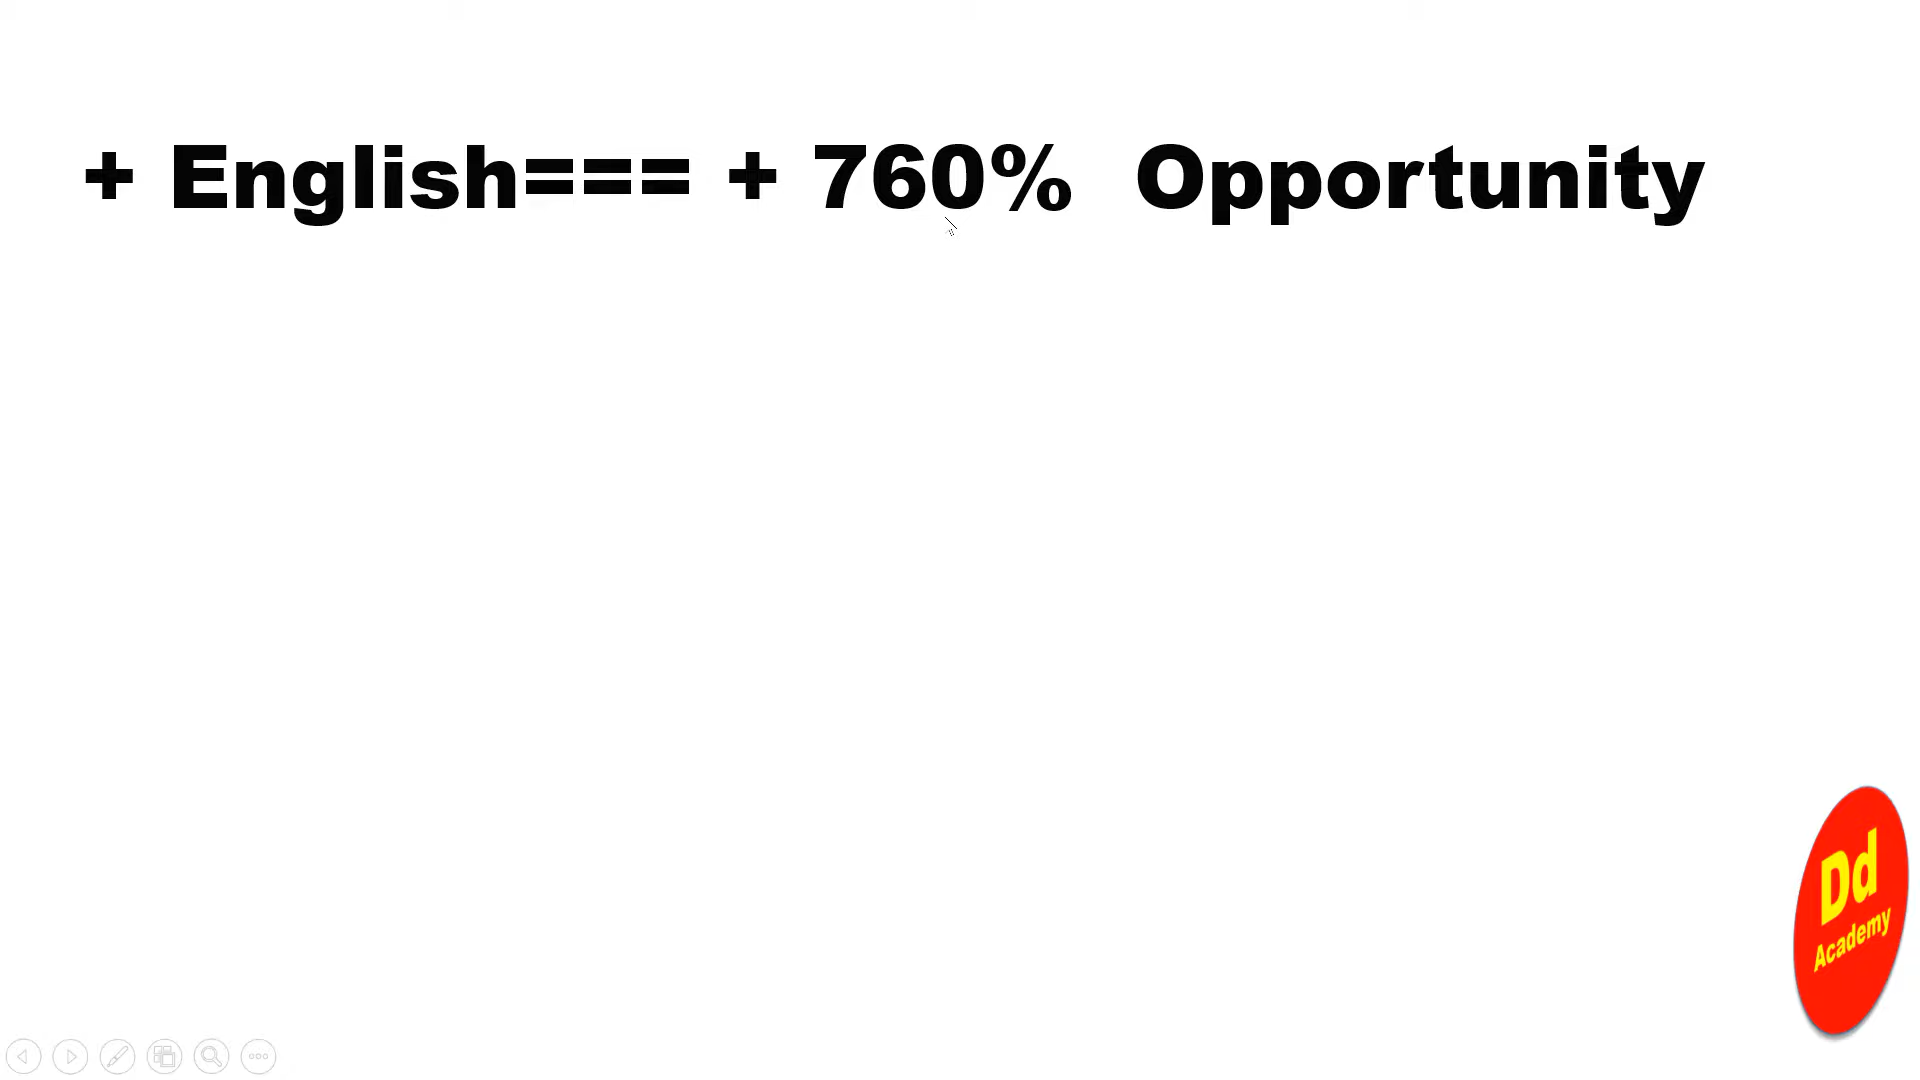 + English=== + 760%  Opportunity
Dd
Academy